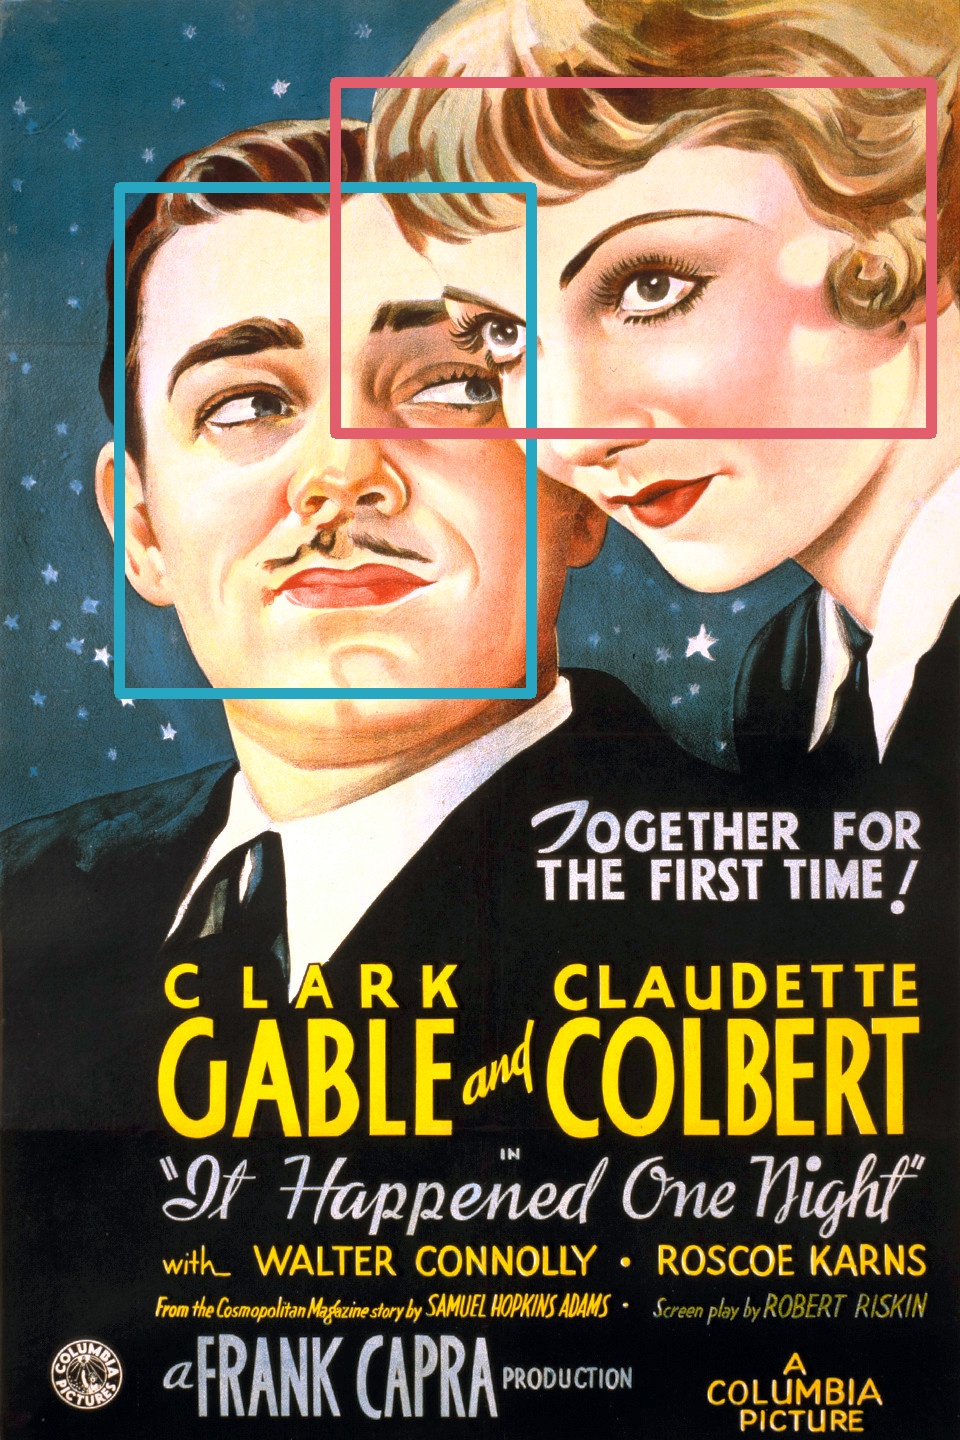 TOGETHER FOR
THE FIRST TIME!
CLARK GABLE and CLAUDETTE COLBERT
IN
"It Happened One Night"
with WALTER CONNOLLY • ROSCOE KARNS
From the Cosmopolitan Magazine story by SAMUEL HOPKINS ADAMS • Screen play by ROBERT RISKIN
a FRANK CAPRA PRODUCTION
COLUMBIA PICTURES
A
COLUMBIA
PICTURE